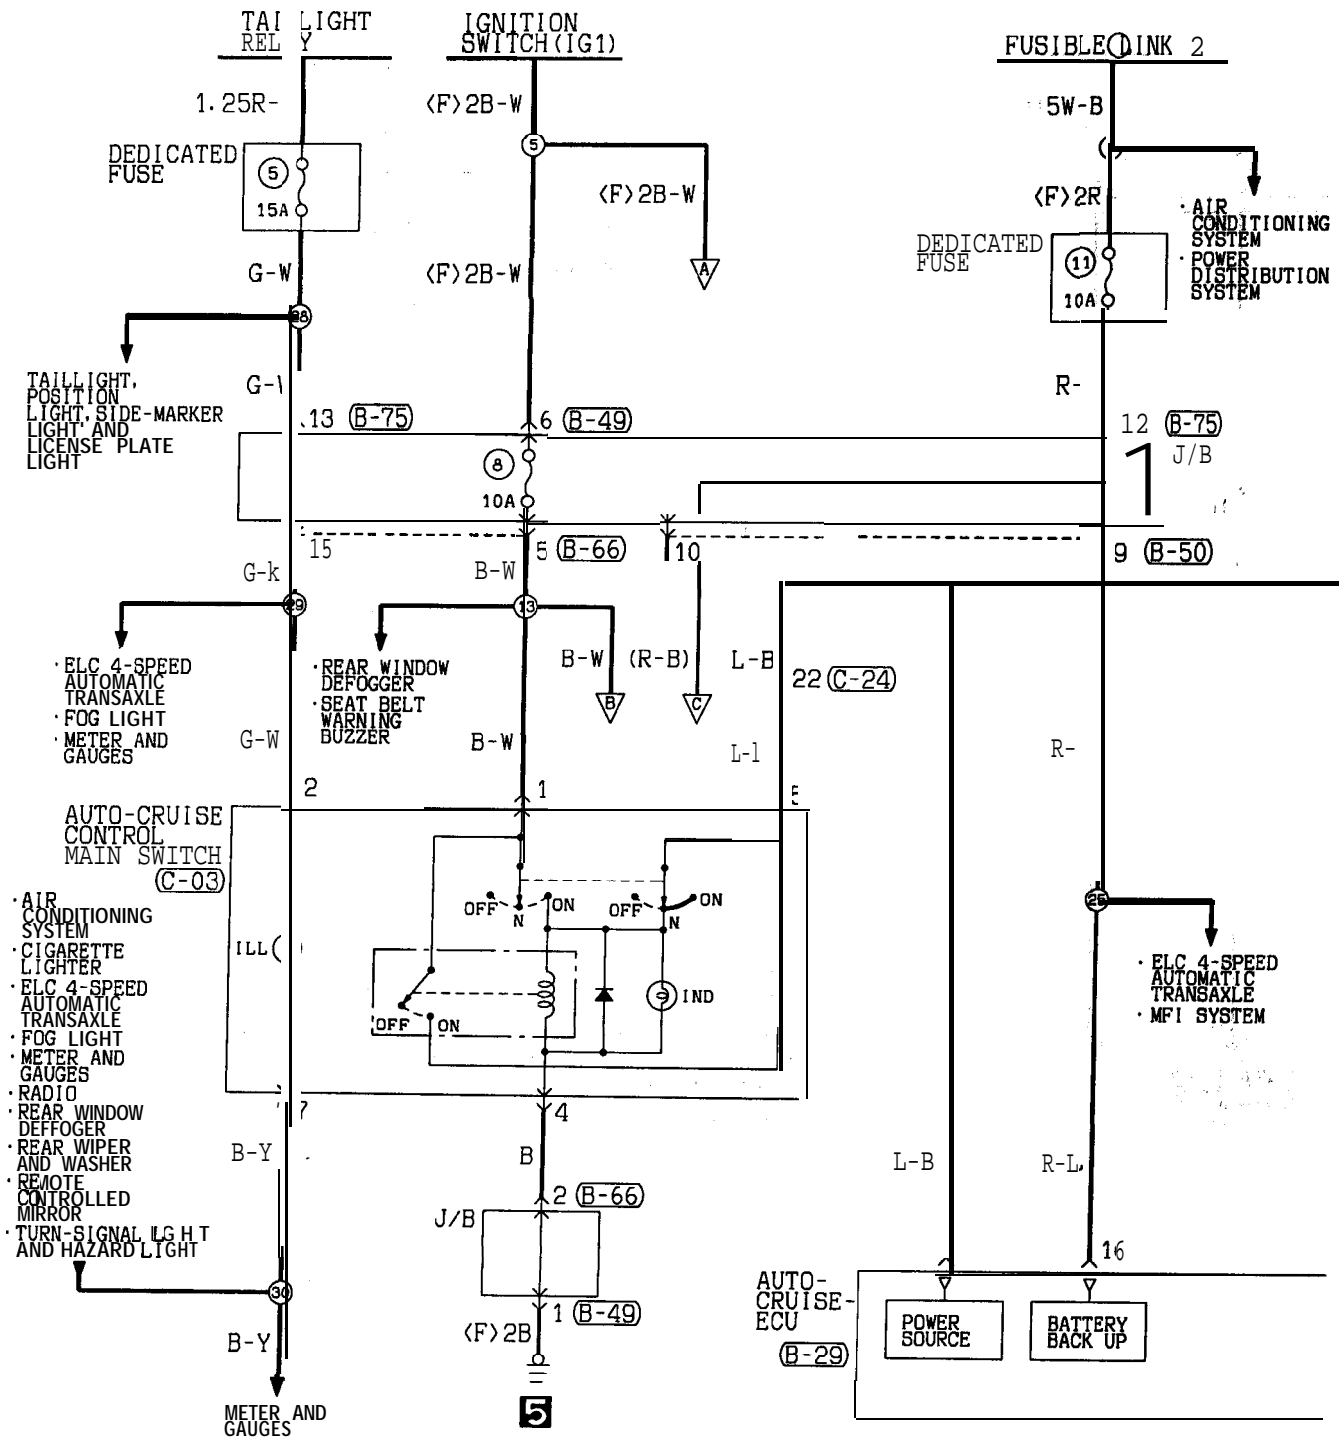 TAI LIGHT
REL Y
IGNITION
SWITCH(IG1)
FUSIBLE LINK 2
1.25R-
<F>2B-W
5W-B
DEDICATED
FUSE
5
15A
5
<F>2B-W
<F>2R
· AIR
CONDITIONING
SYSTEM
· POWER
DISTRIBUTION
SYSTEM
DEDICATED
FUSE
11
10A
G-W
<F>2B-W
A
28
TAILLIGHT,
POSITION
LIGHT, SIDE-MARKER
LIGHT AND
LICENSE PLATE
LIGHT
G-
R-
13 (B-75)
6 (B-49)
12 (B-75)
1
J/B
8
10A
15
5 (B-66)
10
9 (B-50)
G-k
B-W
29
13
· ELC 4-SPEED
AUTOMATIC
TRANSAXLE
· FOG LIGHT
· METER AND
GAUGES
· REAR WINDOW
DEFOGGER
· SEAT BELT
WARNING
BUZZER
B-W
(R-B)
L-B
22 (C-24)
B
C
G-W
B-W
L-l
R-
2
1
5
AUTO-CRUISE
CONTROL
MAIN SWITCH
(C-03)
OFF
N
ON
OFF
N
ON
· AIR
CONDITIONING
SYSTEM
· CIGARETTE
LIGHTER
· ELC 4-SPEED
AUTOMATIC
TRANSAXLE
· FOG LIGHT
· METER AND
GAUGES
· RADIO
· REAR WINDOW
DEFFOGER
· REAR WIPER
AND WASHER
· REMOTE
CONTROLLED
MIRROR
· TURN-SIGNAL LIGHT
AND HAZARD LIGHT
ILL
IND
OFF
ON
· ELC 4-SPEED
AUTOMATIC
TRANSAXLE
· MFI SYSTEM
7
4
B-Y
B
L-B
R-L
2 (B-66)
J/B
16
30
1 (B-49)
AUTO-
CRUISE-
ECU
(B-29)
POWER
SOURCE
BATTERY
BACK UP
B-Y
<F>2B
5
METER AND
GAUGES